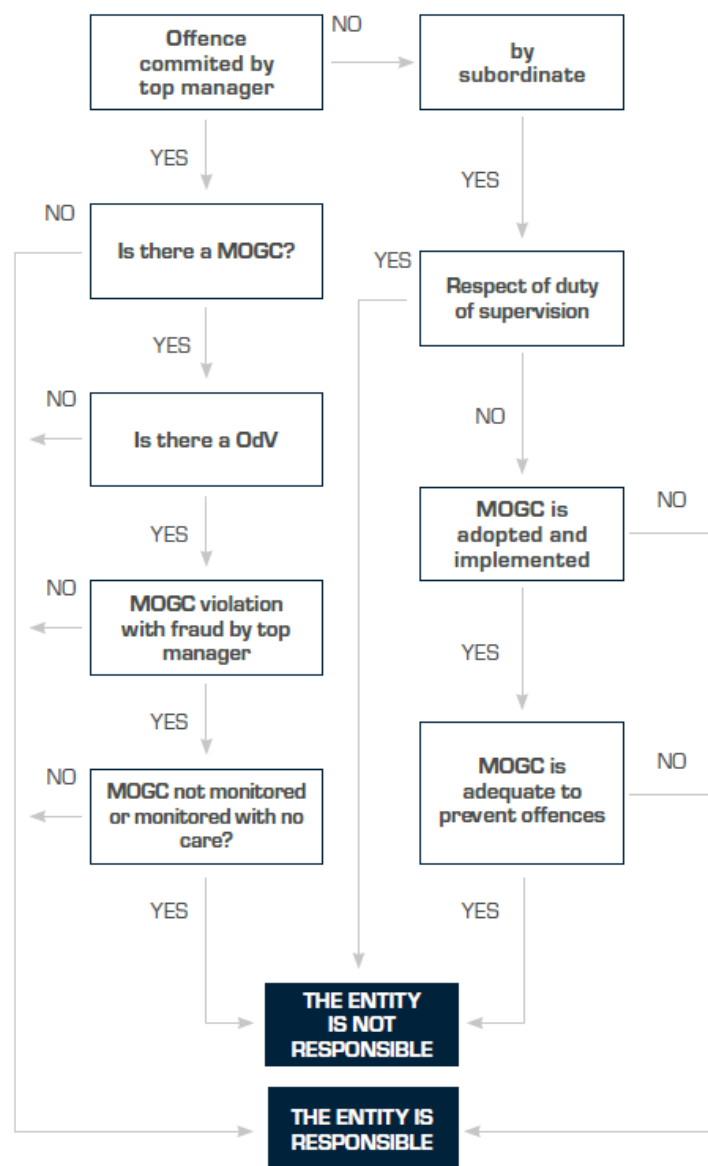 Offence
commited by
top manager
NO
by
subordinate
YES
YES
NO
Is there a MOGC?
YES
Respect of duty
of supervision
YES
NO
Is there a OdV
NO
MOGC is
adopted and
implemented
NO
YES
NO
MOGC violation
with fraud by top
manager
YES
YES
NO
MOGC not monitored
or monitored with no
care?
MOGC is
adequate to
prevent offences
NO
YES
YES
THE ENTITY
IS NOT
RESPONSIBLE
THE ENTITY IS
RESPONSIBLE